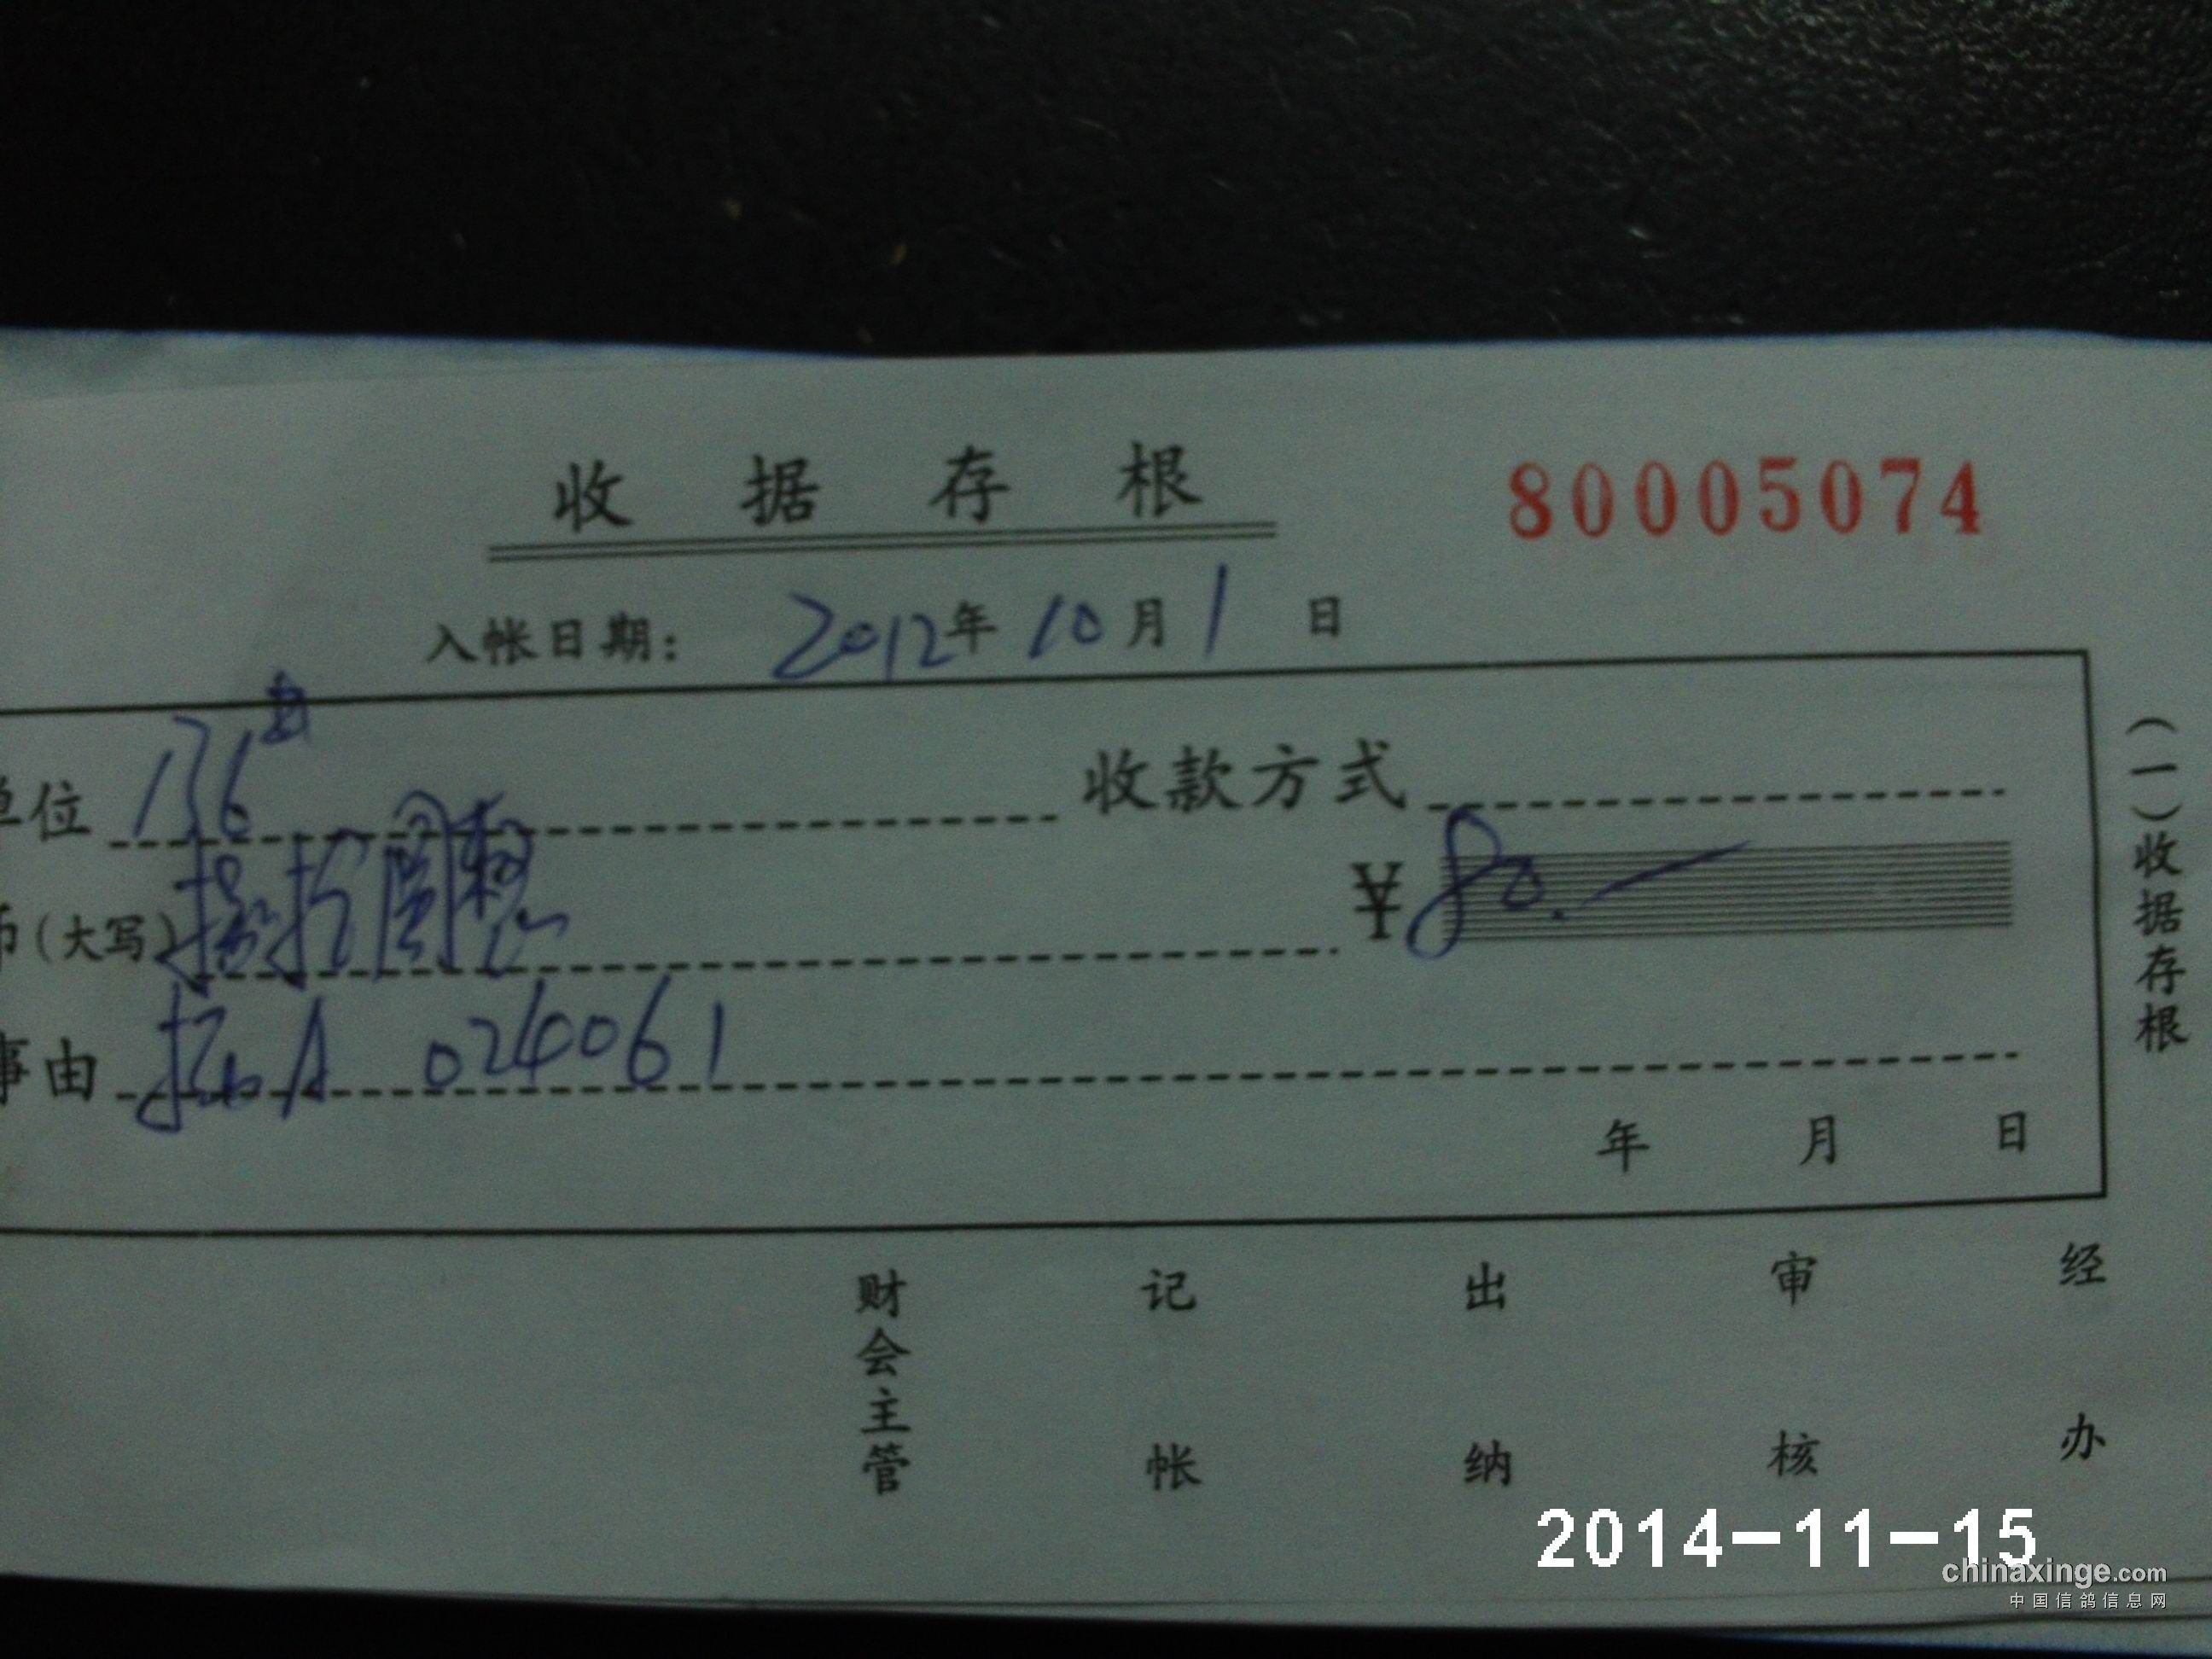 收据存根 80005074
入帐日期: 2012年10月1日
单位 136 收款方式
币(大写) ¥80.—
事由 A 024061
年 月 日
(一)收据存根
财会主管 记帐 出纳 审核 经办
2014-11-15
chinaxinge.com
中国信鸽信息网